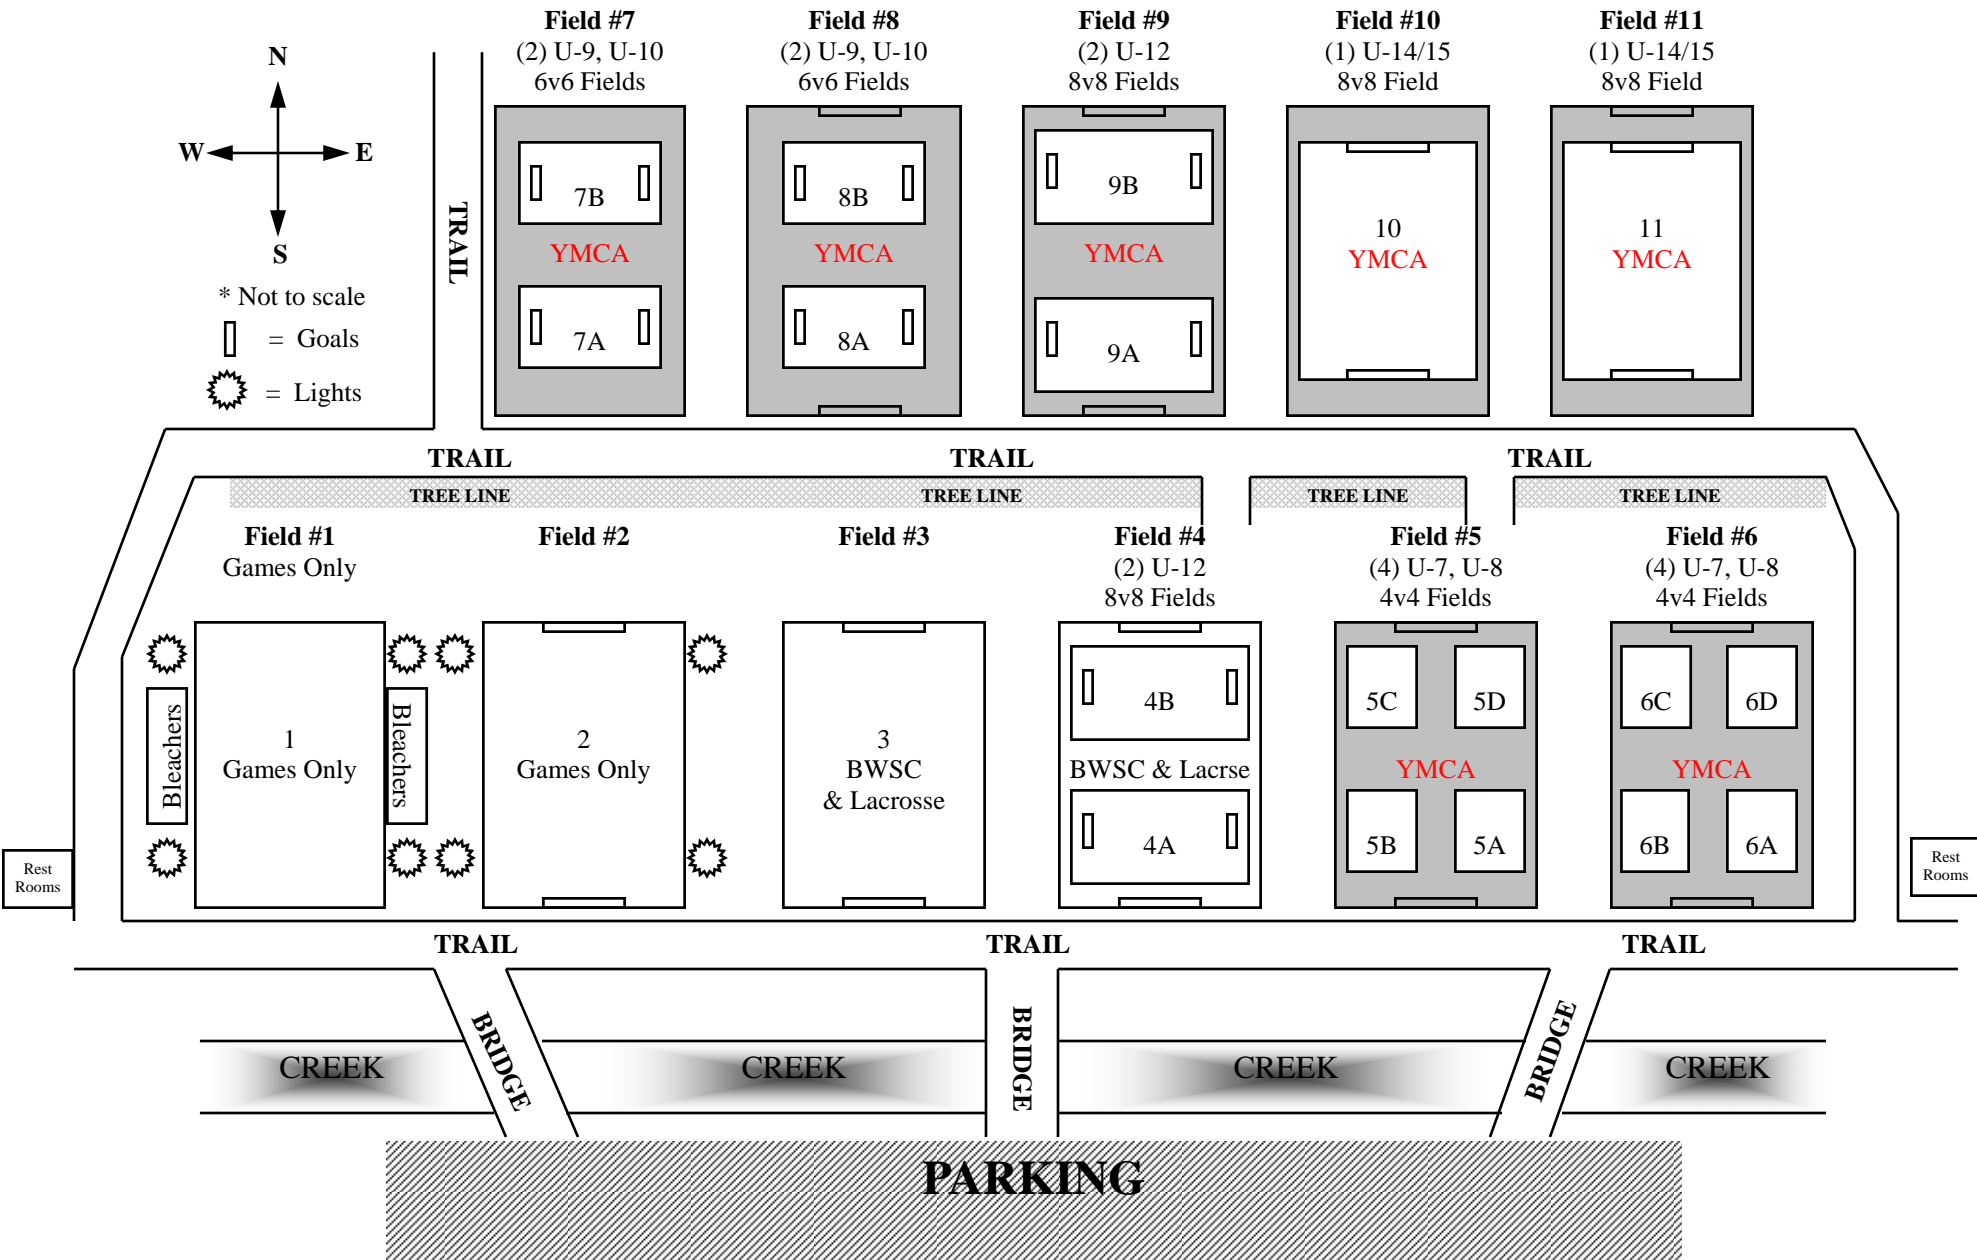 Field #7
(2) U-9, U-10
6v6 Fields
Field #8
(2) U-9, U-10
6v6 Fields
Field #9
(2) U-12
8v8 Fields
Field #10
(1) U-14/15
8v8 Field
Field #11
(1) U-14/15
8v8 Field
N
W
E
S
* Not to scale
= Goals
= Lights
TRAIL
7B
YMCA
7A
8B
YMCA
8A
9B
YMCA
9A
10
YMCA
11
YMCA
TRAIL
TRAIL
TRAIL
TREE LINE
TREE LINE
TREE LINE
TREE LINE
Field #1
Games Only
Field #2
Field #3
Field #4
(2) U-12
8v8 Fields
Field #5
(4) U-7, U-8
4v4 Fields
Field #6
(4) U-7, U-8
4v4 Fields
Bleachers
1
Games Only
Bleachers
2
Games Only
3
BWSC
& Lacrosse
4B
BWSC & Lacrse
4A
5C
5D
YMCA
5B
5A
6C
6D
YMCA
6B
6A
Rest
Rooms
Rest
Rooms
TRAIL
TRAIL
TRAIL
BRIDGE
BRIDGE
BRIDGE
CREEK
CREEK
CREEK
CREEK
PARKING